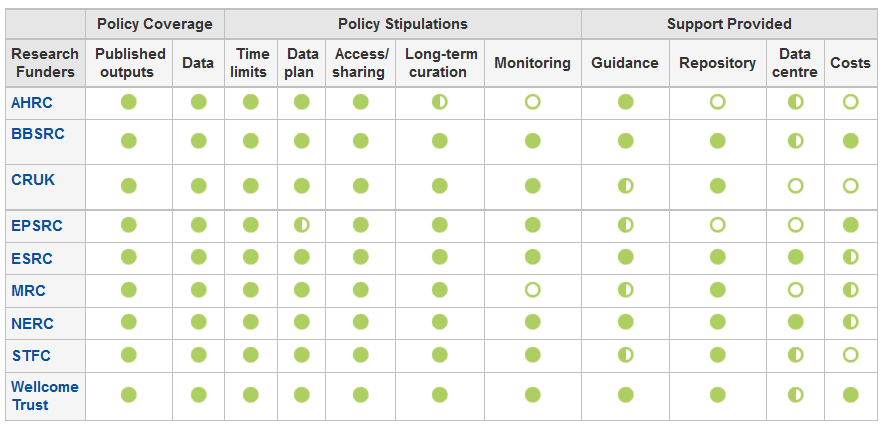 Policy Coverage Policy Stipulations Support Provided
Research Funders Published outputs Data Time limits Data plan Access/ sharing Long-term curation Monitoring Guidance Repository Data centre Costs
AHRC
BBSRC
CRUK
EPSRC
ESRC
MRC
NERC
STFC
Wellcome
Trust